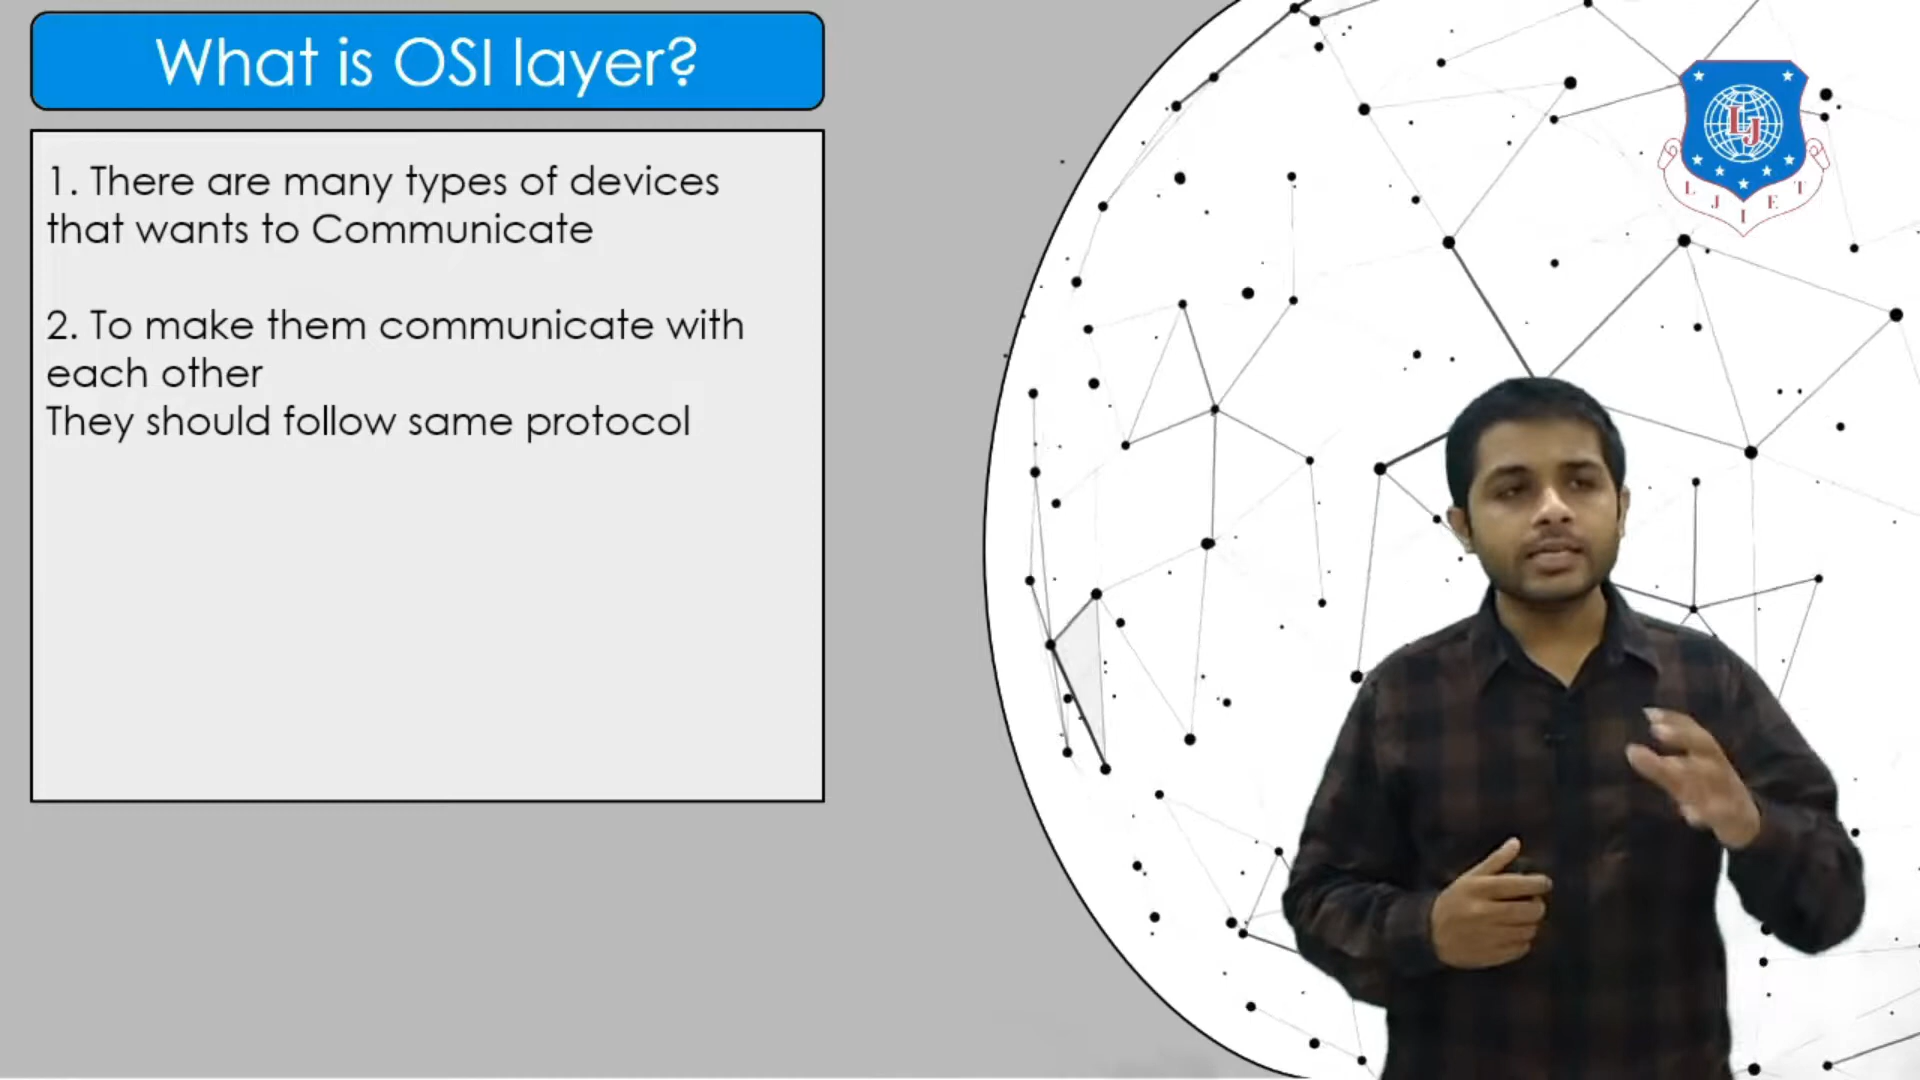 What is OSI layer?
1. There are many types of devices
that wants to Communicate
2. To make them communicate with
each other
They should follow same protocol
LJ
L J I E T